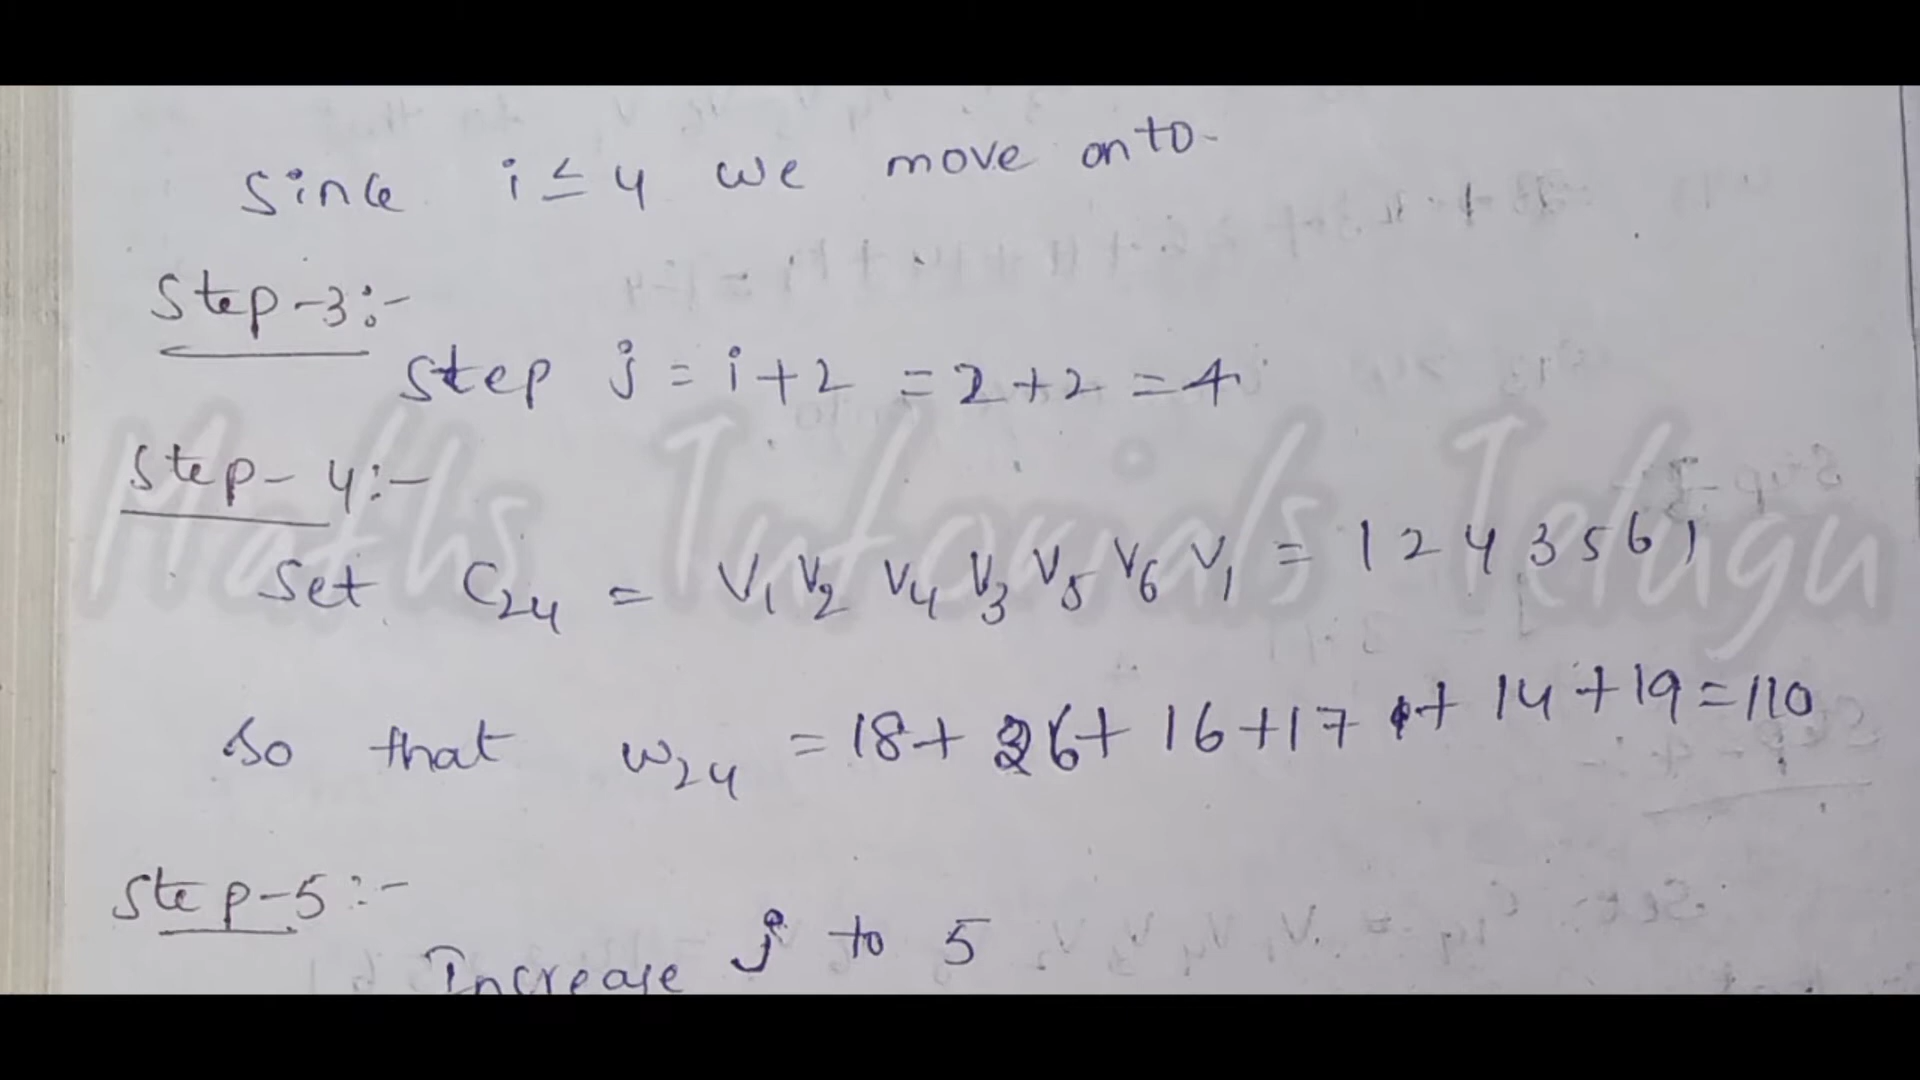 Since i ≤ 4 we move onto-
Step-3:-
Step j = i+2 = 2+2 = 4
Step-4:-
Maths Tutorials Telugu
Set C₂₄ = V₁ V₂ V₄ V₃ V₅ V₆ V₁ = 1 2 4 3 5 6 1
So that w₂₄ = 18+ 26+ 16+17 + 14+19=110
Step-5:-
Increase j to 5